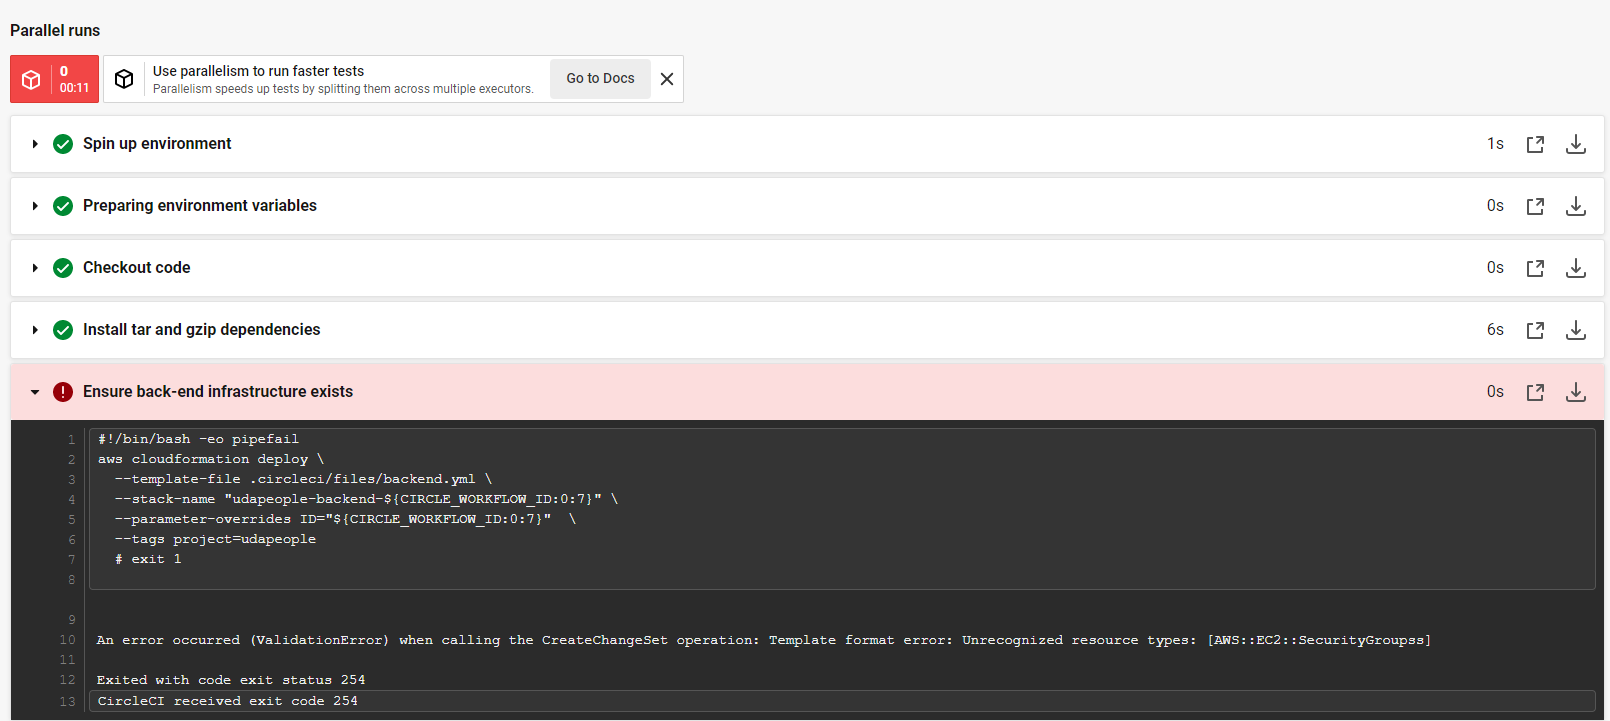 Parallel runs
0
00:11
Use parallelism to run faster tests
Parallelism speeds up tests by splitting them across multiple executors.
Go to Docs
Spin up environment 1s
Preparing environment variables 0s
Checkout code 0s
Install tar and gzip dependencies 6s
Ensure back-end infrastructure exists 0s
1 #!/bin/bash -eo pipefail
2 aws cloudformation deploy \
3 --template-file .circleci/files/backend.yml \
4 --stack-name "udapeople-backend-${CIRCLE_WORKFLOW_ID:0:7}" \
5 --parameter-overrides ID="${CIRCLE_WORKFLOW_ID:0:7}"  \
6 --tags project=udapeople
7 # exit 1
8
9
10 An error occurred (ValidationError) when calling the CreateChangeSet operation: Template format error: Unrecognized resource types: [AWS::EC2::SecurityGroupss]
11
12 Exited with code exit status 254
13 CircleCI received exit code 254